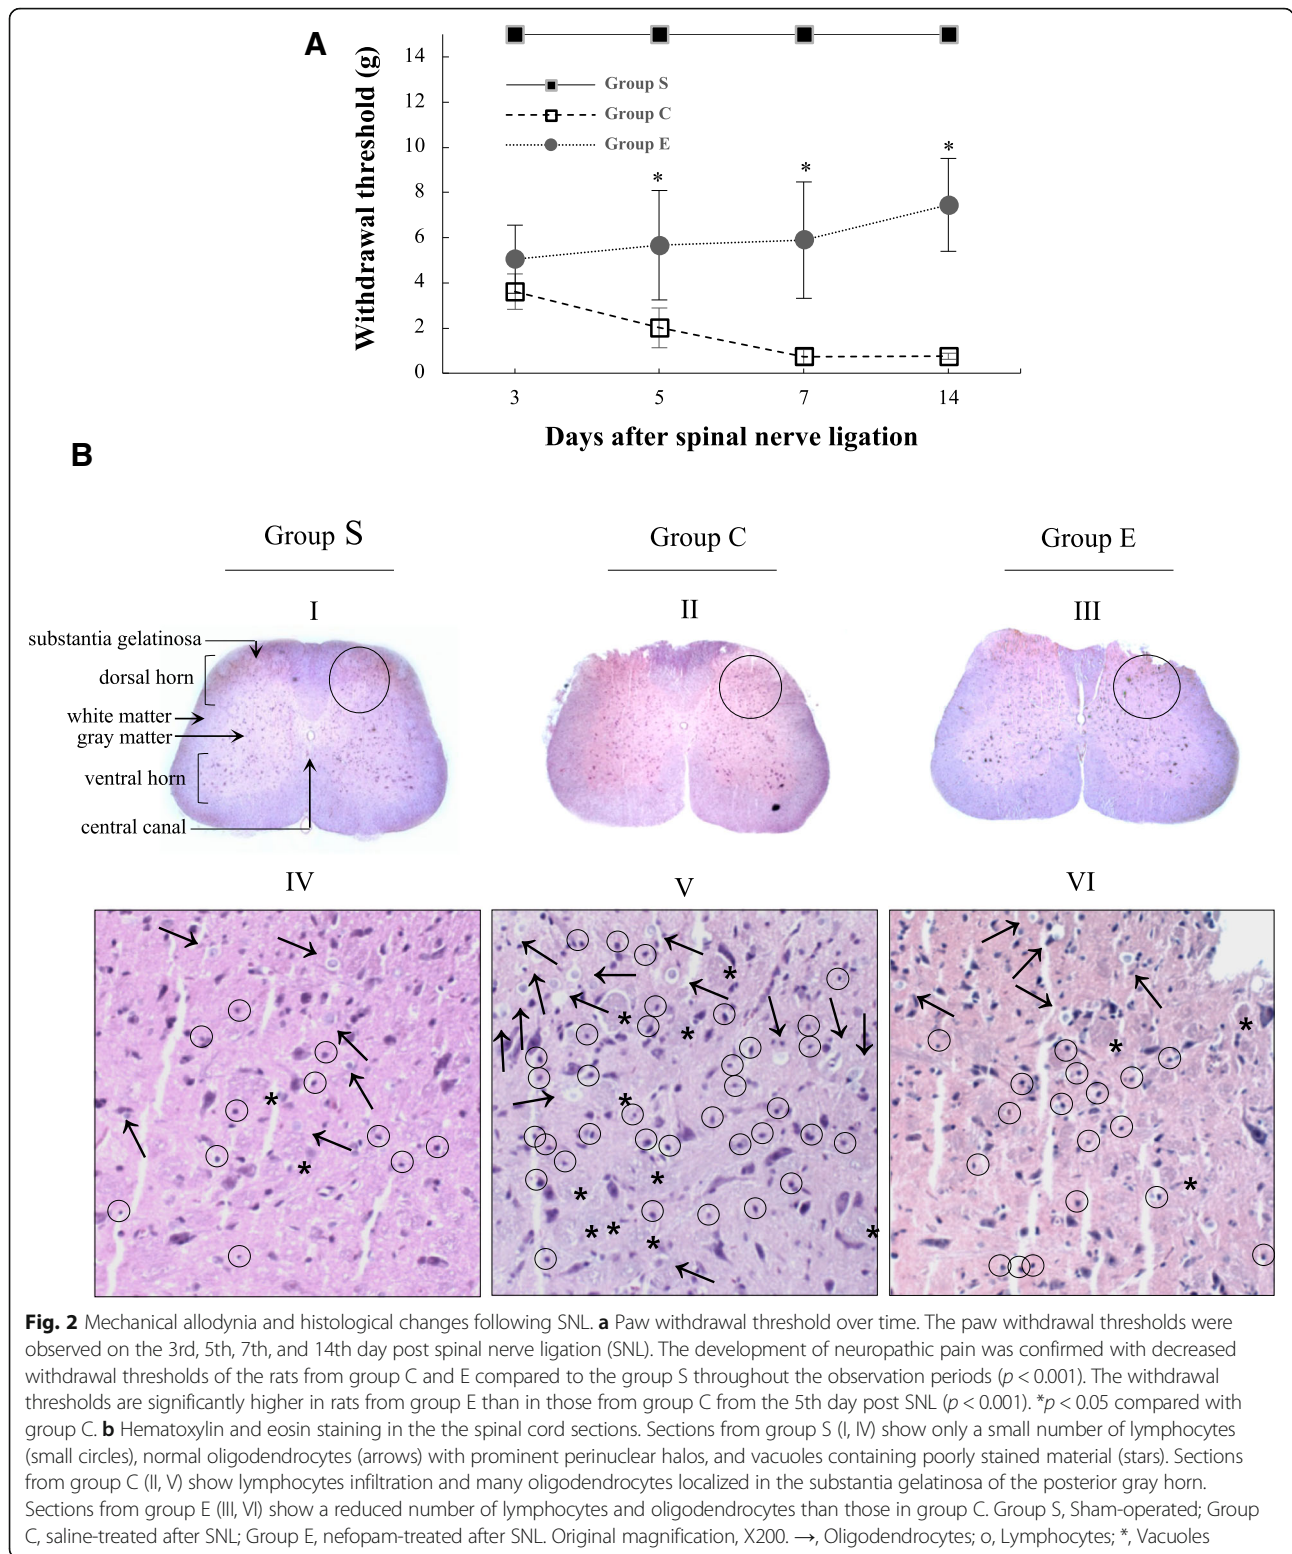 A
Withdrawal threshold (g)
14
12
10
8
6
4
2
0
Group S
Group C
Group E
*
*
*
3 5 7 14
Days after spinal nerve ligation
B
Group S
Group C
Group E
I
II
III
substantia gelatinosa
dorsal horn
white matter
gray matter
ventral horn
central canal
IV
V
VI
Fig. 2 Mechanical allodynia and histological changes following SNL. a Paw withdrawal threshold over time. The paw withdrawal thresholds were
observed on the 3rd, 5th, 7th, and 14th day post spinal nerve ligation (SNL). The development of neuropathic pain was confirmed with decreased
withdrawal thresholds of the rats from group C and E compared to the group S throughout the observation periods (p < 0.001). The withdrawal
thresholds are significantly higher in rats from group E than in those from group C from the 5th day post SNL (p < 0.001). *p < 0.05 compared with
group C. b Hematoxylin and eosin staining in the the spinal cord sections. Sections from group S (I, IV) show only a small number of lymphocytes
(small circles), normal oligodendrocytes (arrows) with prominent perinuclear halos, and vacuoles containing poorly stained material (stars). Sections
from group C (II, V) show lymphocytes infiltration and many oligodendrocytes localized in the substantia gelatinosa of the posterior gray horn.
Sections from group E (III, VI) show a reduced number of lymphocytes and oligodendrocytes than those in group C. Group S, Sham-operated; Group
C, saline-treated after SNL; Group E, nefopam-treated after SNL. Original magnification, X200. →, Oligodendrocytes; o, Lymphocytes; *, Vacuoles